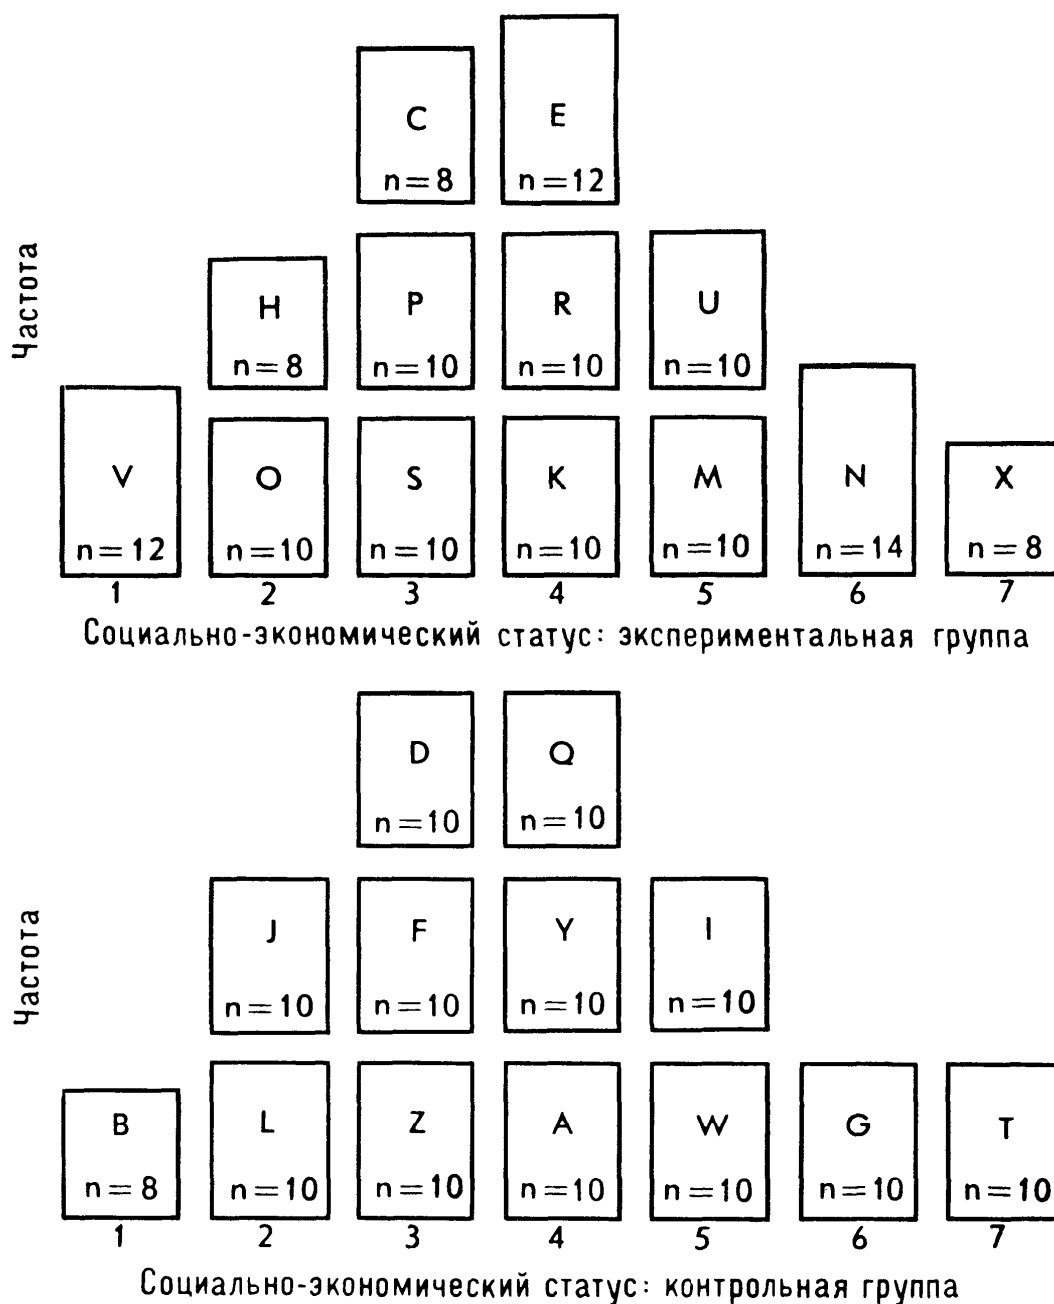 C E
n=8 n=12
Частота
H P R U
n=8 n=10 n=10 n=10
V O S K M N X
n=12 n=10 n=10 n=10 n=10 n=14 n=8
1 2 3 4 5 6 7
Социально-экономический статус: экспериментальная группа
D Q
n=10 n=10
Частота
J F Y I
n=10 n=10 n=10 n=10
B L Z A W G T
n=8 n=10 n=10 n=10 n=10 n=10 n=10
1 2 3 4 5 6 7
Социально-экономический статус: контрольная группа